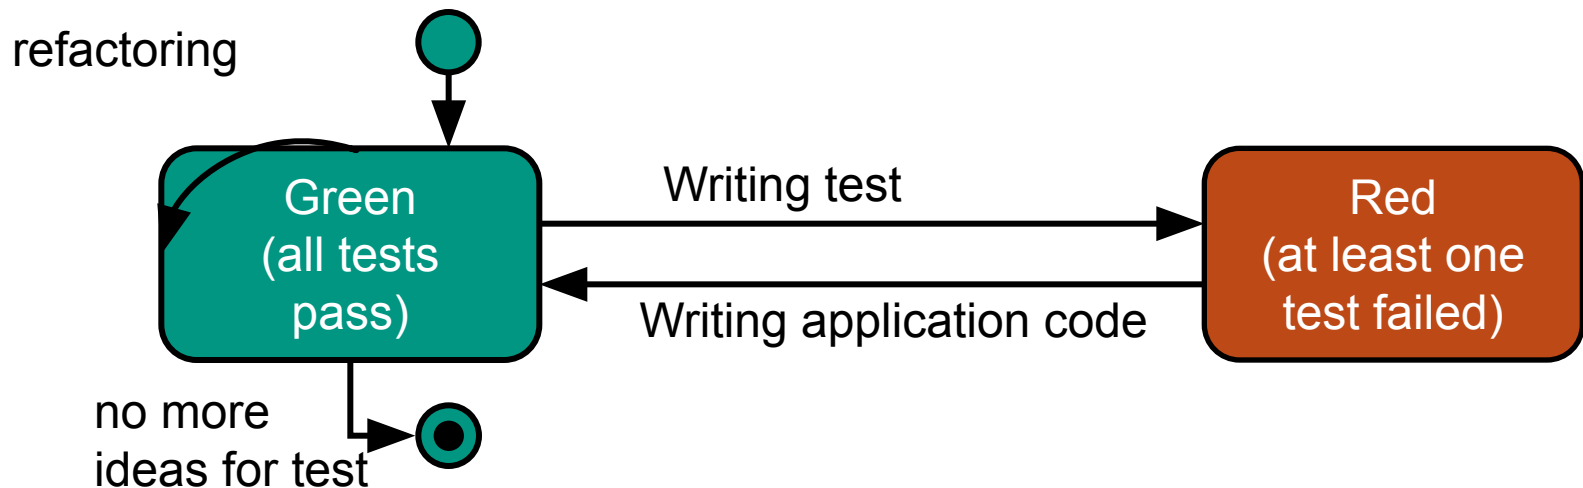 refactoring
Green
(all tests
pass)
Writing test
Writing application code
Red
(at least one
test failed)
no more
ideas for test